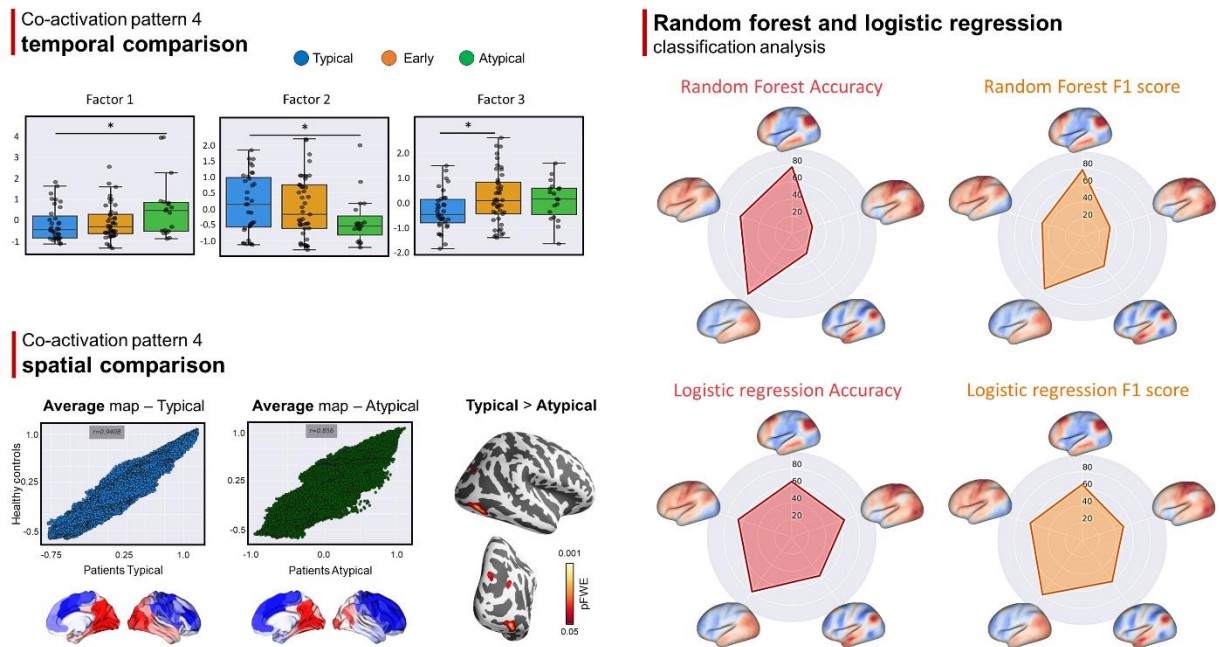 Co-activation pattern 4
temporal comparison
Typical
Early
Atypical
Factor 1
Factor 2
Factor 3
*
*
*
4
3
2
1
0
-1
2.0
1.5
1.0
0.5
0.0
-0.5
-1.0
2.0
1.0
0.0
-1.0
-2.0
Co-activation pattern 4
spatial comparison
Average map – Typical
Average map – Atypical
Typical > Atypical
r=0.9408
r=0.856
Healthy controls
1.0
0.25
-0.5
-0.75
0.25
1.0
Patients Typical
1.0
0.25
-0.5
-1.0
0.0
1.0
Patients Atypical
0.001
pFWE
0.05
Random forest and logistic regression
classification analysis
Random Forest Accuracy
80
60
40
20
Random Forest F1 score
80
60
40
20
Logistic regression Accuracy
80
60
40
20
Logistic regression F1 score
80
60
40
20